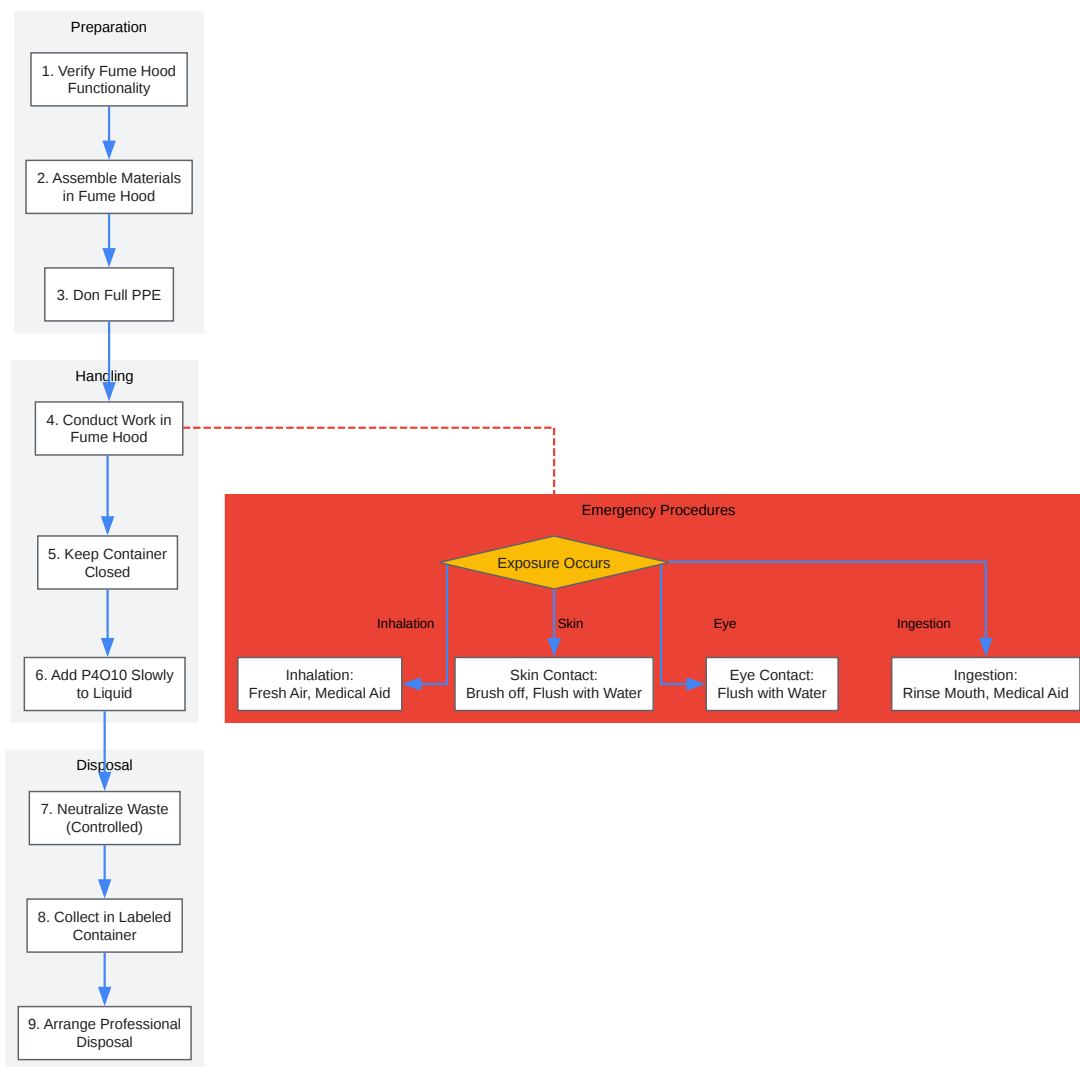 Preparation
1. Verify Fume Hood
Functionality
2. Assemble Materials
in Fume Hood
3. Don Full PPE
Handling
4. Conduct Work in
Fume Hood
5. Keep Container
Closed
6. Add P4O10 Slowly
to Liquid
Emergency Procedures
Exposure Occurs
Inhalation
Skin
Eye
Ingestion
Inhalation:
Fresh Air, Medical Aid
Skin Contact:
Brush off, Flush with Water
Eye Contact:
Flush with Water
Ingestion:
Rinse Mouth, Medical Aid
Disposal
7. Neutralize Waste
(Controlled)
8. Collect in Labeled
Container
9. Arrange Professional
Disposal